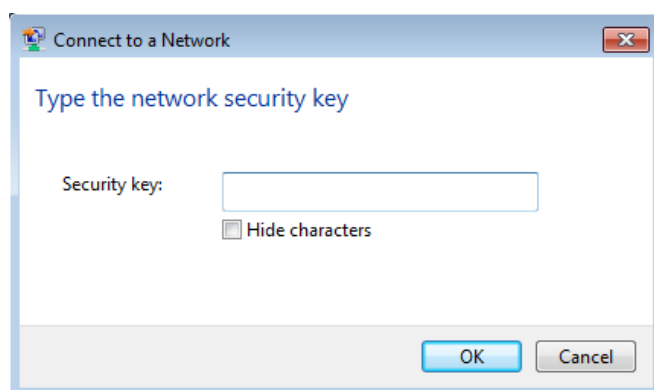 Connect to a Network
Type the network security key
Security key:
Hide characters
OK Cancel